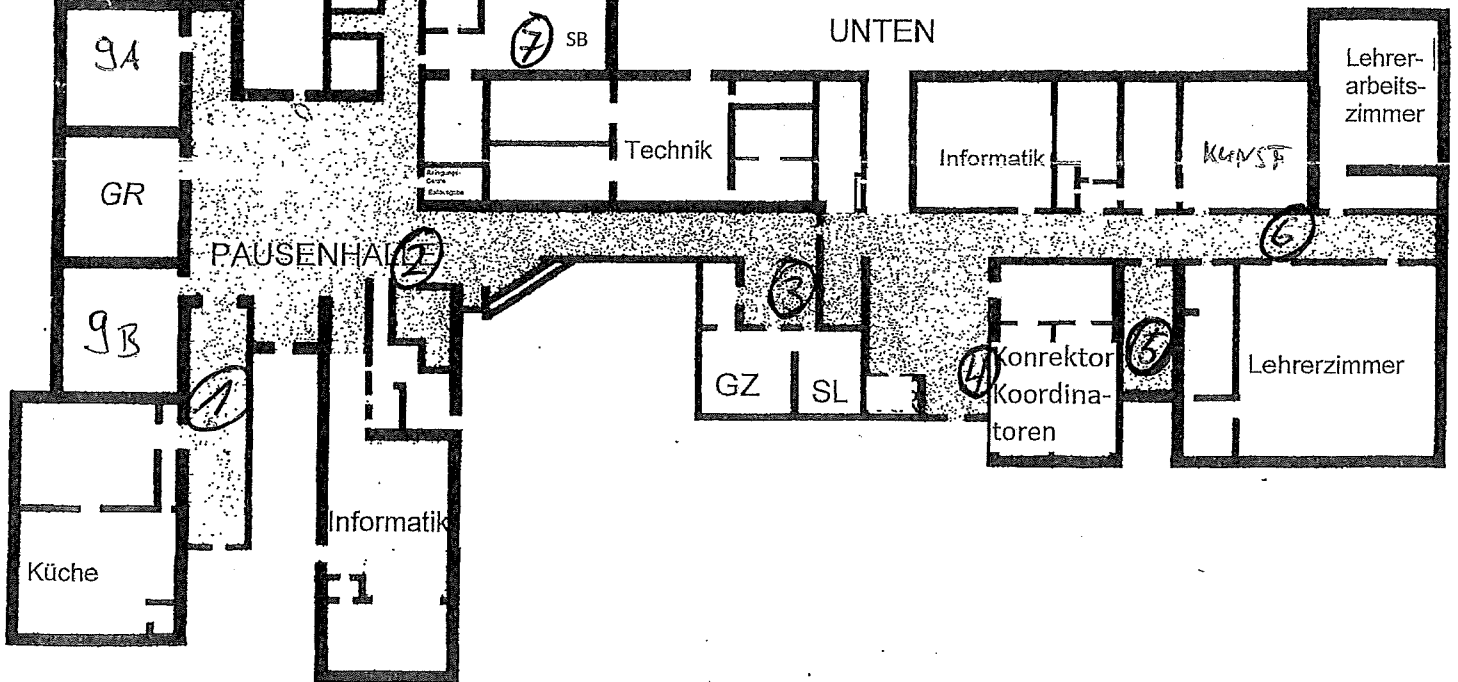 UNTEN
9A
7
SB
Lehrer-
arbeits-
zimmer
Technik
Informatik
KUNST
GR
PAUSENHALLE
2
6
3
9B
1
GZ
SL
4
Konrektor
Koordina-
toren
5
Lehrerzimmer
Informatik
Küche